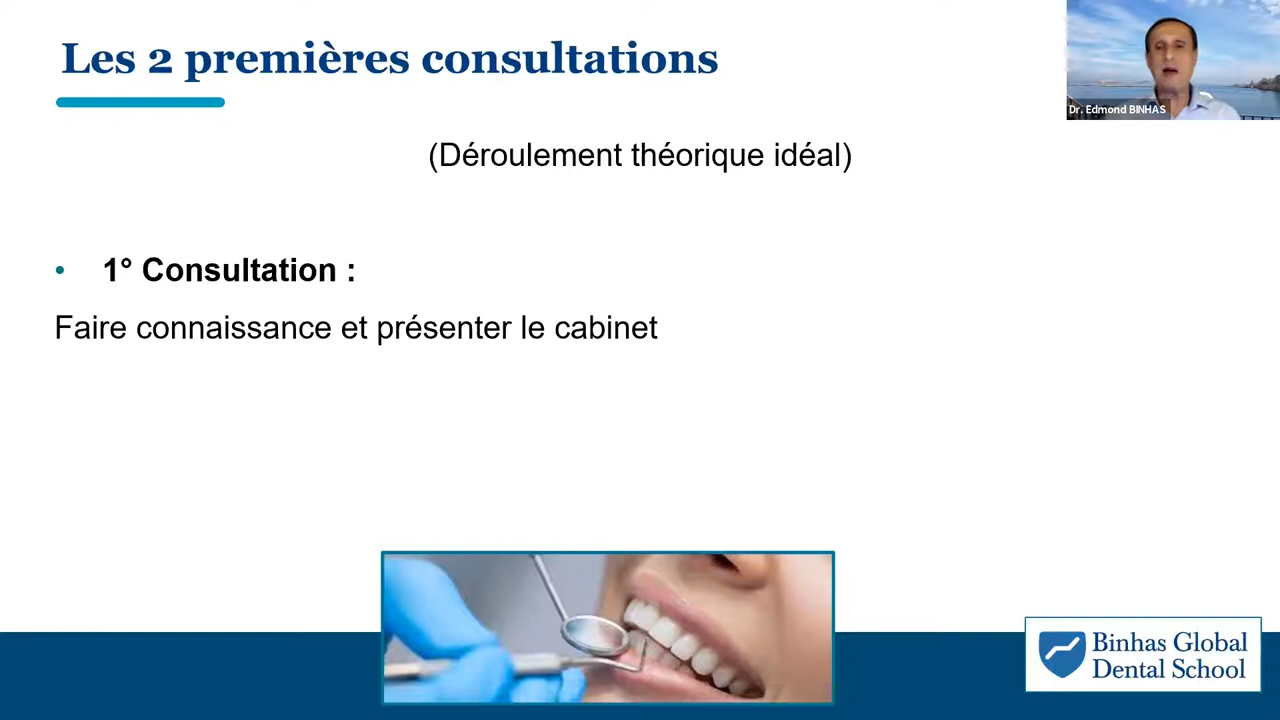 Les 2 premières consultations
Dr. Edmond BINHAS
(Déroulement théorique idéal)
• 1° Consultation :
Faire connaissance et présenter le cabinet
Binhas Global
Dental School